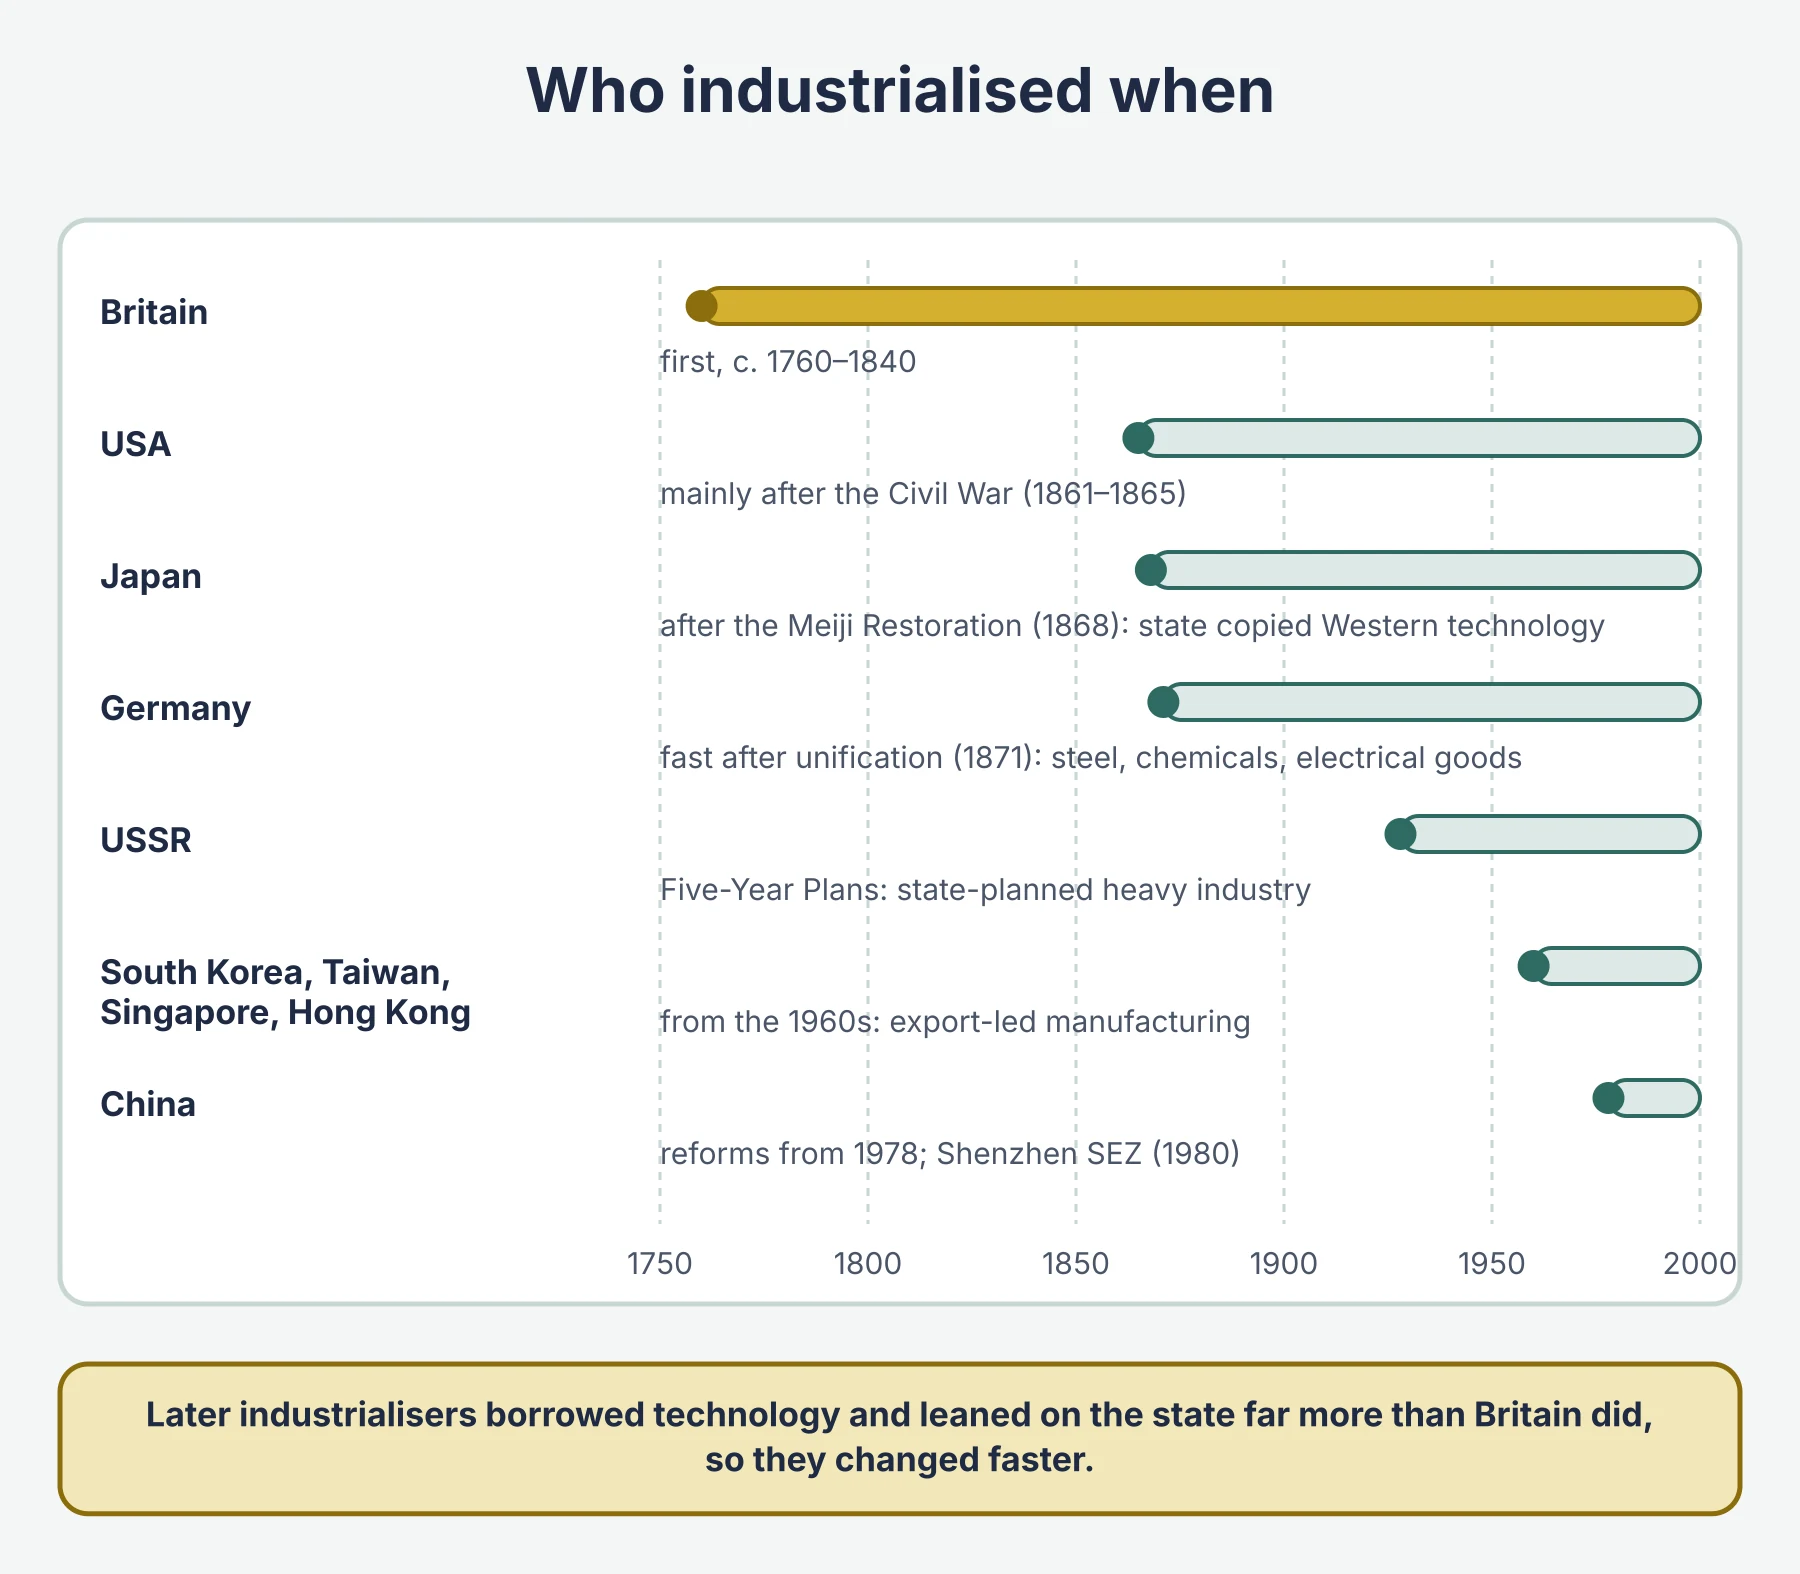 Who industrialised when
Britain
first, c. 1760–1840
USA
mainly after the Civil War (1861–1865)
Japan
after the Meiji Restoration (1868): state copied Western technology
Germany
fast after unification (1871): steel, chemicals, electrical goods
USSR
Five-Year Plans: state-planned heavy industry
South Korea, Taiwan,
Singapore, Hong Kong
from the 1960s: export-led manufacturing
China
reforms from 1978; Shenzhen SEZ (1980)
1750 1800 1850 1900 1950 2000
Later industrialisers borrowed technology and leaned on the state far more than Britain did,
so they changed faster.